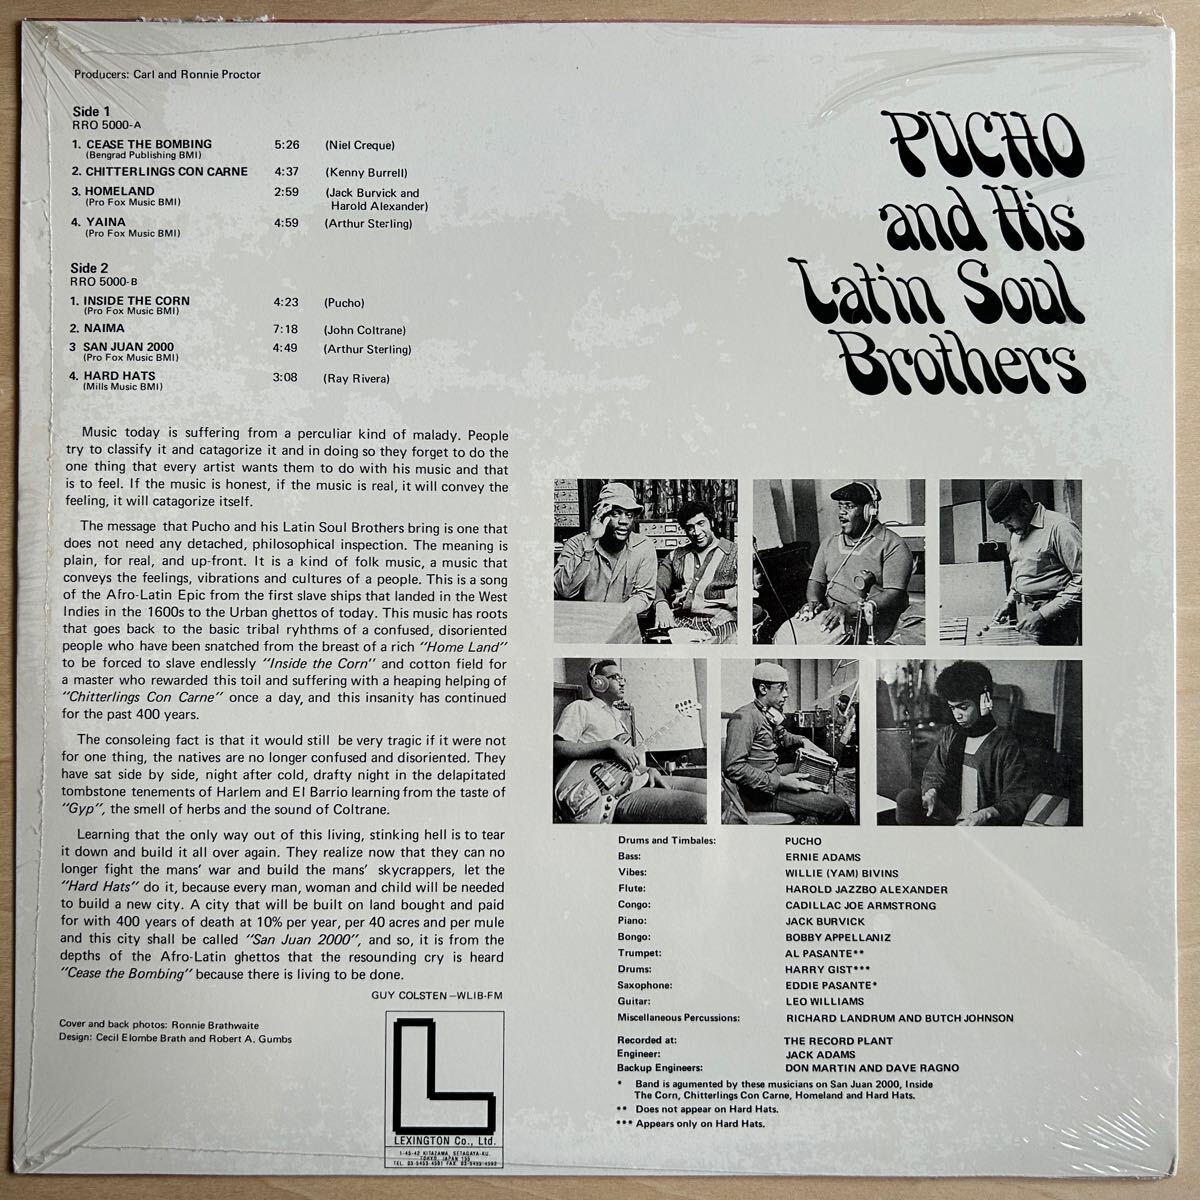 Producers: Carl and Ronnie Proctor
Side 1
RRO 5000-A
1. CEASE THE BOMBING 5:26 (Niel Creque)
(Bengrad Publishing BMI)
2. CHITTERLINGS CON CARNE 4:37 (Kenny Burrell)
3. HOMELAND 2:59 (Jack Burvick and
(Pro Fox Music BMI) Harold Alexander)
4. YAINA 4:59 (Arthur Sterling)
(Pro Fox Music BMI)
Side 2
RRO 5000-B
1. INSIDE THE CORN 4:23 (Pucho)
(Pro Fox Music BMI)
2. NAIMA 7:18 (John Coltrane)
3 SAN JUAN 2000 4:49 (Arthur Sterling)
(Pro Fox Music BMI)
4. HARD HATS 3:08 (Ray Rivera)
(Mills Music BMI)
PUCHO
and His
Latin Soul
Brothers
Music today is suffering from a perculiar kind of malady. People
try to classify it and catagorize it and in doing so they forget to do the
one thing that every artist wants them to do with his music and that
is to feel. If the music is honest, if the music is real, it will convey the
feeling, it will catagorize itself.
The message that Pucho and his Latin Soul Brothers bring is one that
does not need any detached, philosophical inspection. The meaning is
plain, for real, and up-front. It is a kind of folk music, a music that
conveys the feelings, vibrations and cultures of a people. This is a song
of the Afro-Latin Epic from the first slave ships that landed in the West
Indies in the 1600s to the Urban ghettos of today. This music has roots
that goes back to the basic tribal ryhthms of a confused, disoriented
people who have been snatched from the breast of a rich "Home Land"
to be forced to slave endlessly "Inside the Corn" and cotton field for
a master who rewarded this toil and suffering with a heaping helping of
"Chitterlings Con Carne" once a day, and this insanity has continued
for the past 400 years.
The consoleing fact is that it would still be very tragic if it were not
for one thing, the natives are no longer confused and disoriented. They
have sat side by side, night after cold, drafty night in the delapitated
tombstone tenements of Harlem and El Barrio learning from the taste of
"Gyp", the smell of herbs and the sound of Coltrane.
Learning that the only way out of this living, stinking hell is to tear
it down and build it all over again. They realize now that they can no
longer fight the mans' war and build the mans' skycrappers, let the
"Hard Hats" do it, because every man, woman and child will be needed
to build a new city. A city that will be built on land bought and paid
for with 400 years of death at 10% per year, per 40 acres and per mule
and this city shall be called "San Juan 2000", and so, it is from the
depths of the Afro-Latin ghettos that the resounding cry is heard
"Cease the Bombing" because there is living to be done.
GUY COLSTEN—WLIB-FM
Cover and back photos: Ronnie Brathwaite
Design: Cecil Elombe Brath and Robert A. Gumbs
L
LEXINGTON Co., Ltd.
1-45-42 KITAZAWA, SETAGAYA-KU,
TOKYO, JAPAN 155
TEL. 03-5453-4591 FAX. 03-5453-4592
Drums and Timbales: PUCHO
Bass: ERNIE ADAMS
Vibes: WILLIE (YAM) BIVINS
Flute: HAROLD JAZZBO ALEXANDER
Congo: CADILLAC JOE ARMSTRONG
Piano: JACK BURVICK
Bongo: BOBBY APPELLANIZ
Trumpet: AL PASANTE**
Drums: HARRY GIST***
Saxophone: EDDIE PASANTE*
Guitar: LEO WILLIAMS
Miscellaneous Percussions: RICHARD LANDRUM AND BUTCH JOHNSON
Recorded at: THE RECORD PLANT
Engineer: JACK ADAMS
Backup Engineers: DON MARTIN AND DAVE RAGNO
* Band is agumented by these musicians on San Juan 2000, Inside
The Corn, Chitterlings Con Carne, Homeland and Hard Hats.
** Does not appear on Hard Hats.
*** Appears only on Hard Hats.